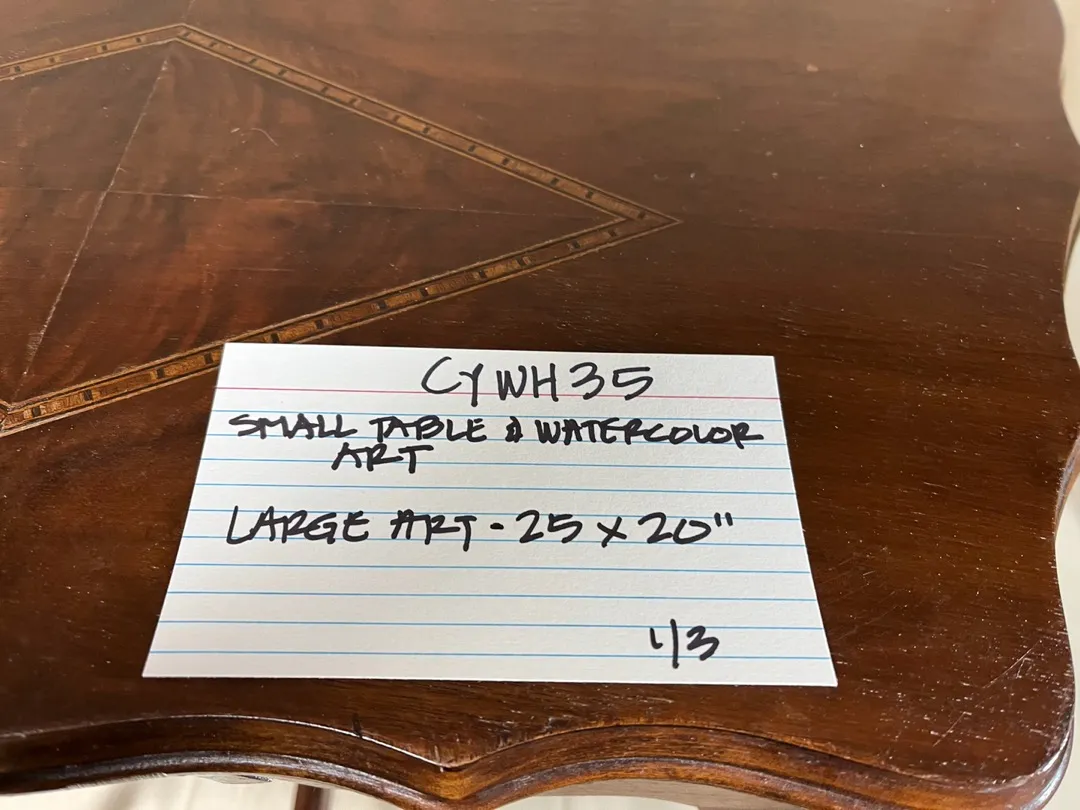 CYWH35
SMALL TABLE & WATERCOLOR
ART
LARGE ART - 25 x 20"
1/3